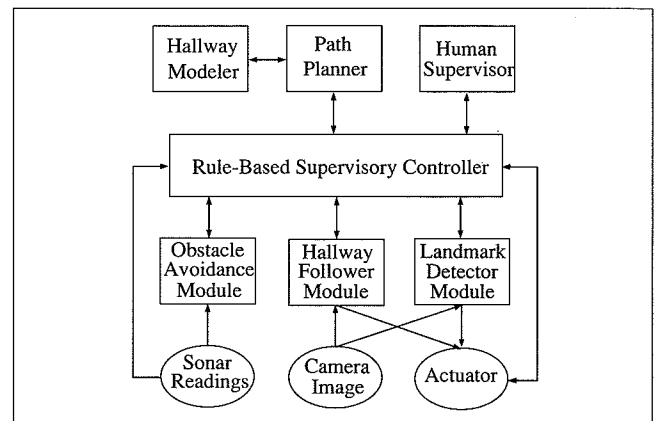 Hallway
Modeler
Path
Planner
Human
Supervisor
Rule-Based Supervisory Controller
Obstacle
Avoidance
Module
Hallway
Follower
Module
Landmark
Detector
Module
Sonar
Readings
Camera
Image
Actuator